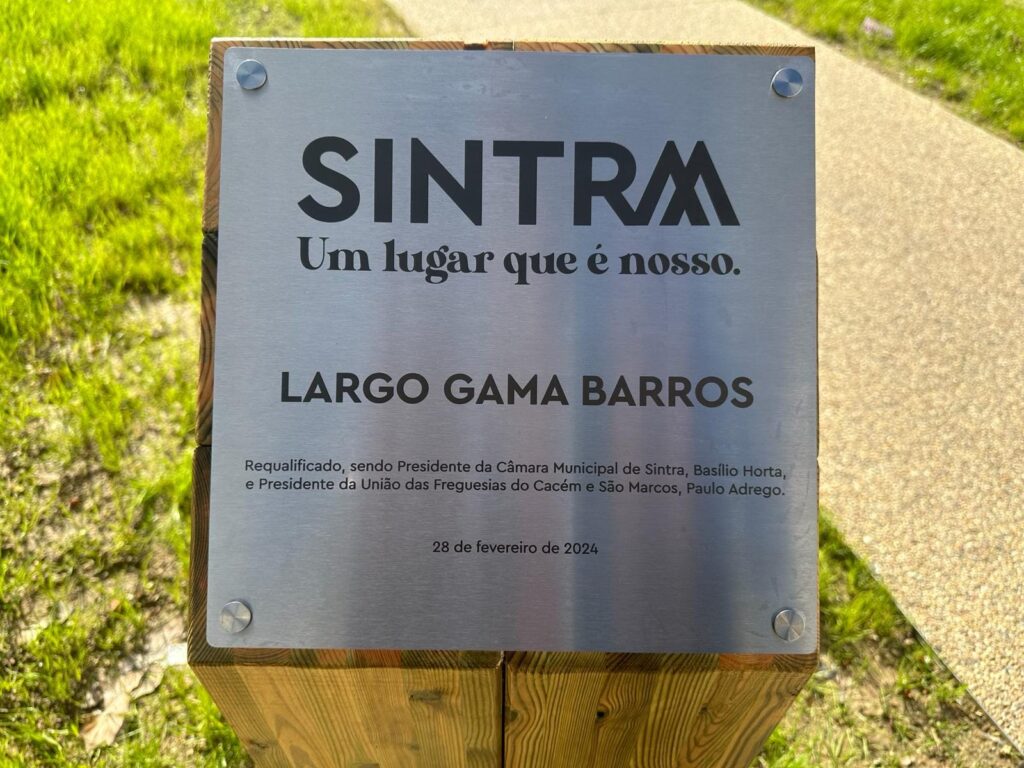 SINTRA
Um lugar que é nosso.
LARGO GAMA BARROS
Requalificado, sendo Presidente da Câmara Municipal de Sintra, Basílio Horta,
e Presidente da União das Freguesias do Cacém e São Marcos, Paulo Adrego.
28 de fevereiro de 2024